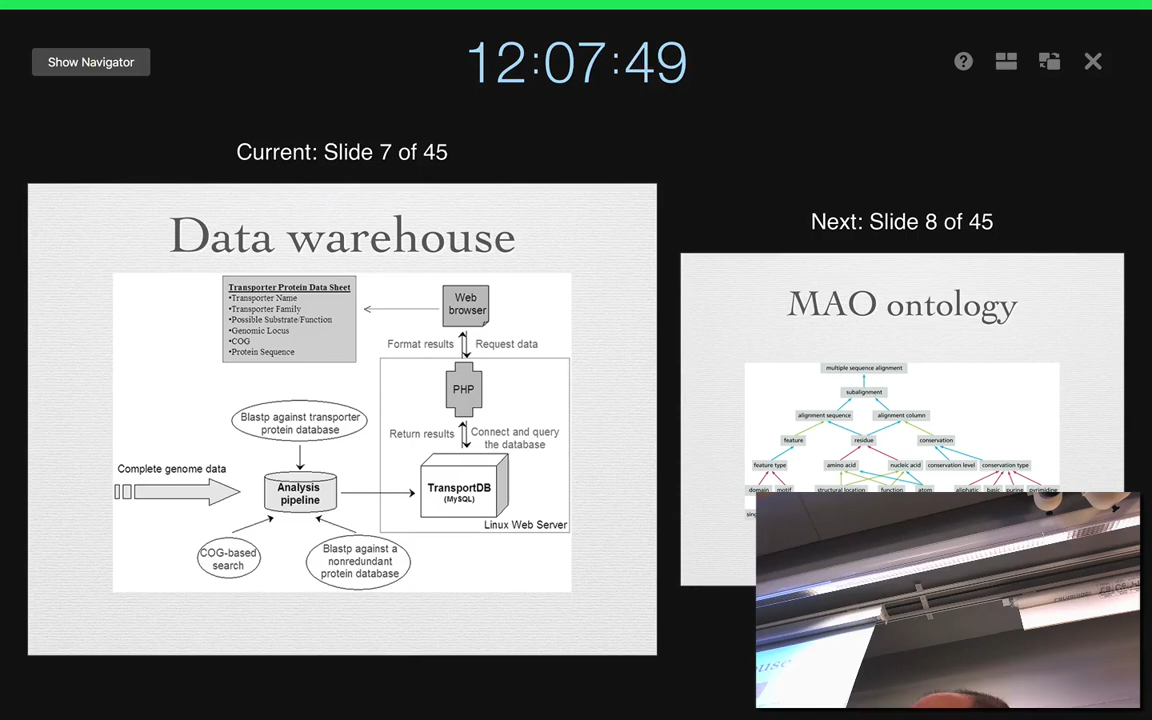 Show Navigator
12:07:49
Current: Slide 7 of 45
Data warehouse
Transporter Protein Data Sheet
•Transporter Name
•Transporter Family
•Possible Substrate/Function
•Genomic Locus
•COG
•Protein Sequence
Web
browser
Format results
Request data
PHP
Return results
Connect and query
the database
Blastp against transporter
protein database
Complete genome data
Analysis
pipeline
TransportDB
(MySQL)
Linux Web Server
COG-based
search
Blastp against a
nonredundant
protein database
Next: Slide 8 of 45
MAO ontology
multiple sequence alignment
subalignment
alignment sequence
alignment column
feature
residue
conservation
feature type
amino acid
nucleic acid
conservation level
conservation type
domain
motif
structural location
function
atom
aliphatic
basic
purine
pyrimidine